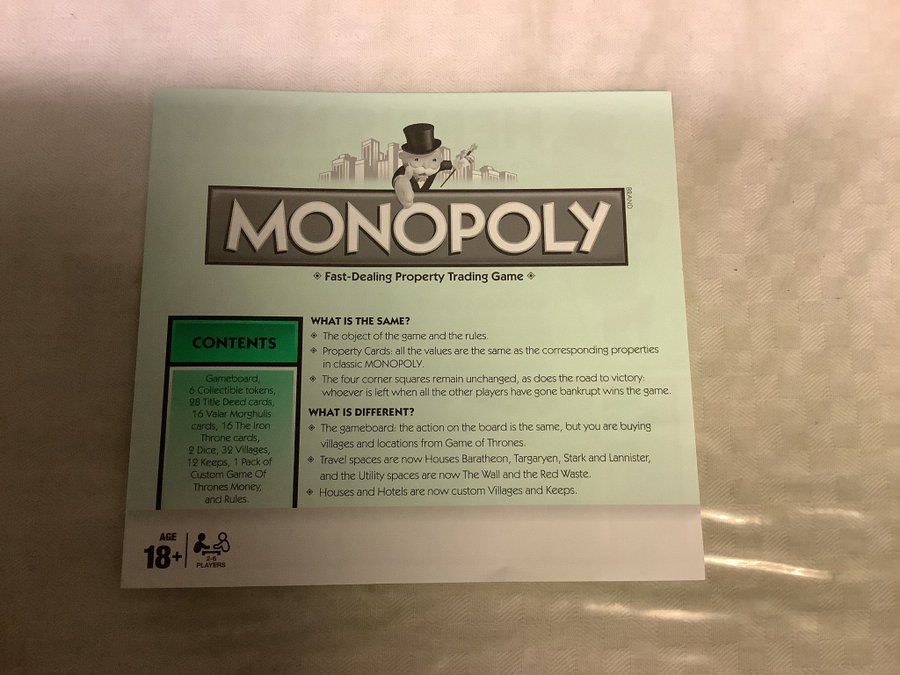 MONOPOLY
BRAND
Fast-Dealing Property Trading Game
CONTENTS
Gameboard,
6 Collectible tokens,
28 Title Deed cards,
16 Valar Morghulis
cards, 16 The Iron
Throne cards,
2 Dice, 32 Villages,
12 Keeps, 1 Pack of
Custom Game Of
Thrones Money,
and Rules.
WHAT IS THE SAME?
The object of the game and the rules.
Property Cards: all the values are the same as the corresponding properties
in classic MONOPOLY.
The four corner squares remain unchanged, as does the road to victory:
whoever is left when all the other players have gone bankrupt wins the game.
WHAT IS DIFFERENT?
The gameboard: the action on the board is the same, but you are buying
villages and locations from Game of Thrones.
Travel spaces are now Houses Baratheon, Targaryen, Stark and Lannister,
and the Utility spaces are now The Wall and the Red Waste.
Houses and Hotels are now custom Villages and Keeps.
AGE
18+
2-6
PLAYERS